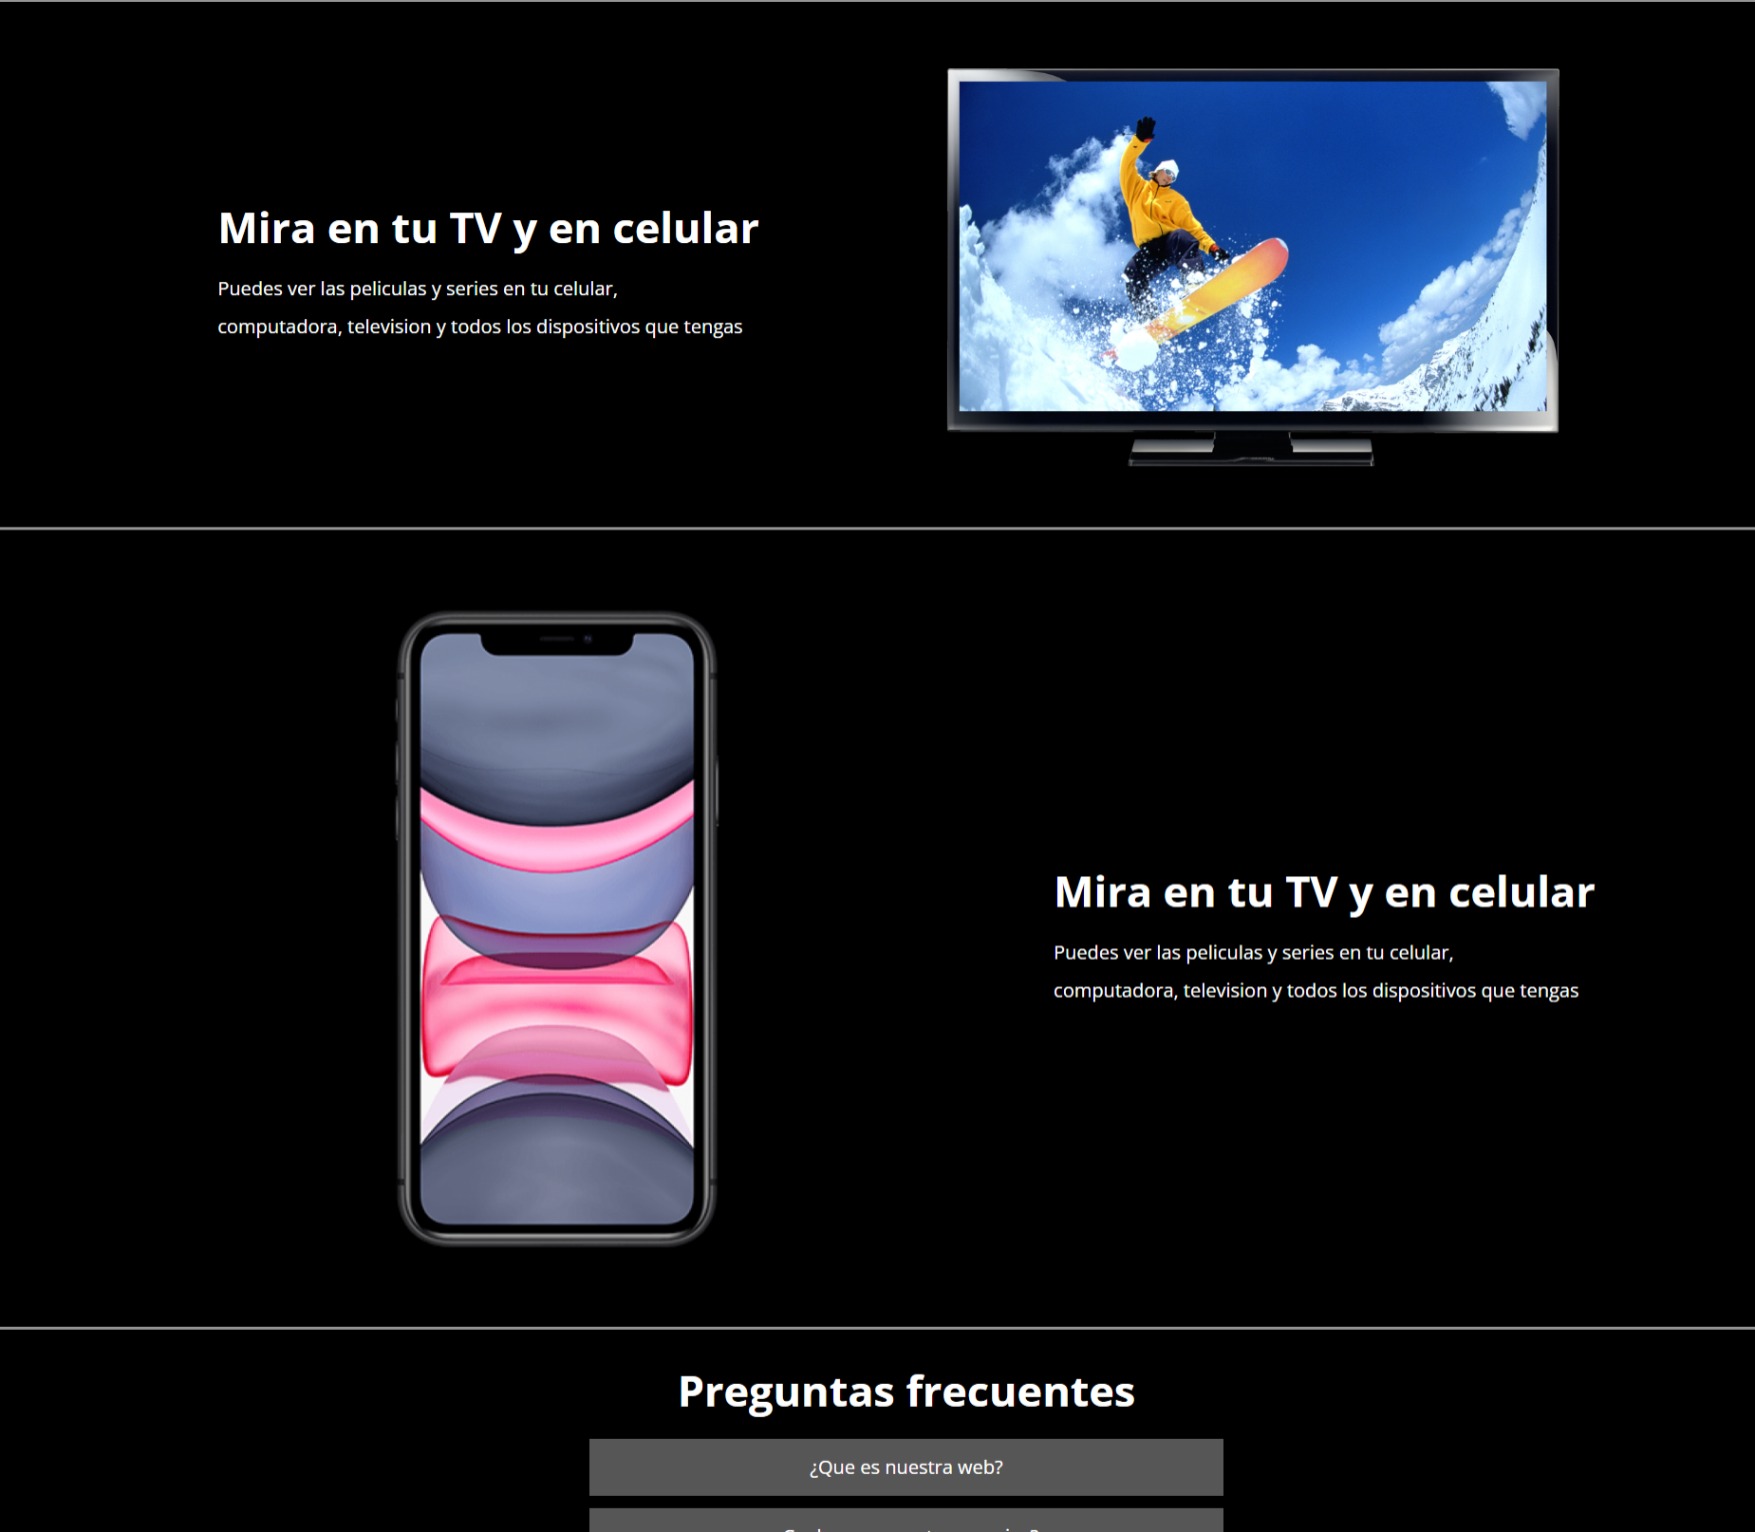 Mira en tu TV y en celular
Puedes ver las peliculas y series en tu celular,
computadora, television y todos los dispositivos que tengas
Mira en tu TV y en celular
Puedes ver las peliculas y series en tu celular,
computadora, television y todos los dispositivos que tengas
Preguntas frecuentes
¿Que es nuestra web?